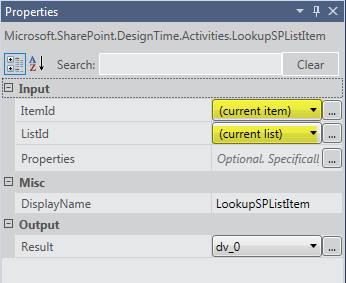 Properties
Microsoft.SharePoint.DesignTime.Activities.LookupSPListItem
A Z Search: Clear
Input
ItemId (current item) ...
ListId (current list) ...
Properties Optional. Specificall ...
Misc
DisplayName LookupSPListItem
Output
Result dv_0 ...